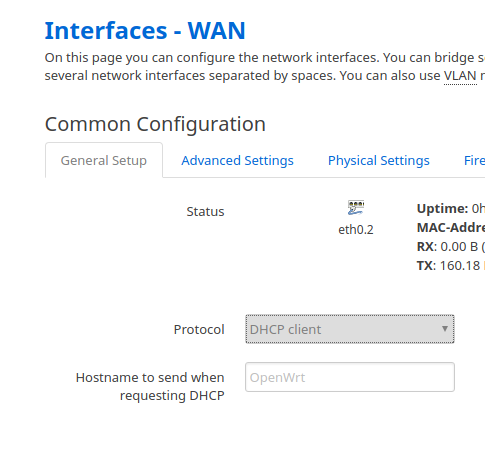 Interfaces - WAN
On this page you can configure the network interfaces. You can bridge
several network interfaces separated by spaces. You can also use VLAN
Common Configuration
General Setup Advanced Settings Physical Settings
Status
eth0.2
Uptime: 0h
MAC-Addre
RX: 0.00 B (
TX: 160.18
Protocol
DHCP client
Hostname to send when
requesting DHCP
OpenWrt